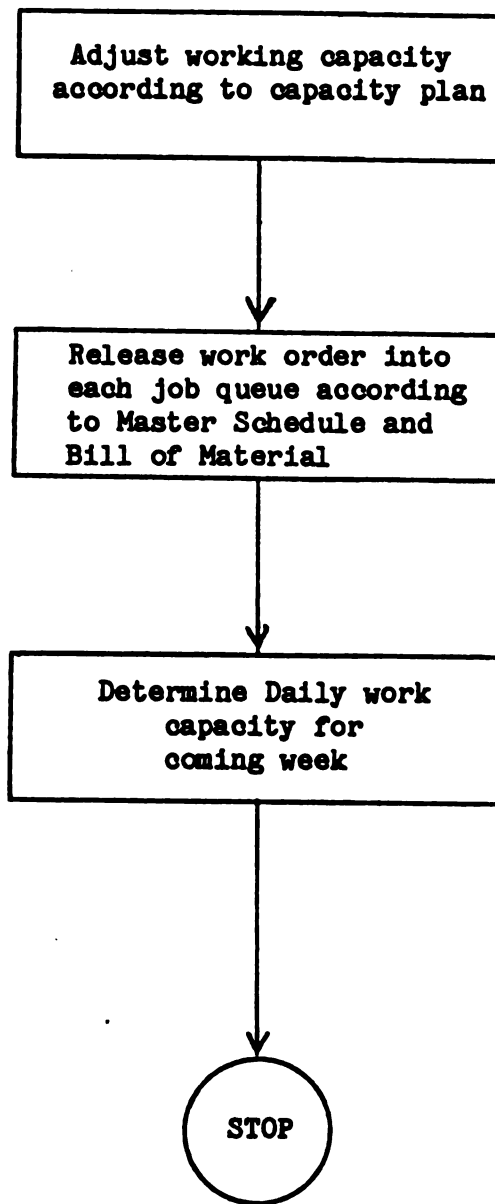 Adjust working capacity
according to capacity plan
Release work order into
each job queue according
to Master Schedule and
Bill of Material
Determine Daily work
capacity for
coming week
STOP